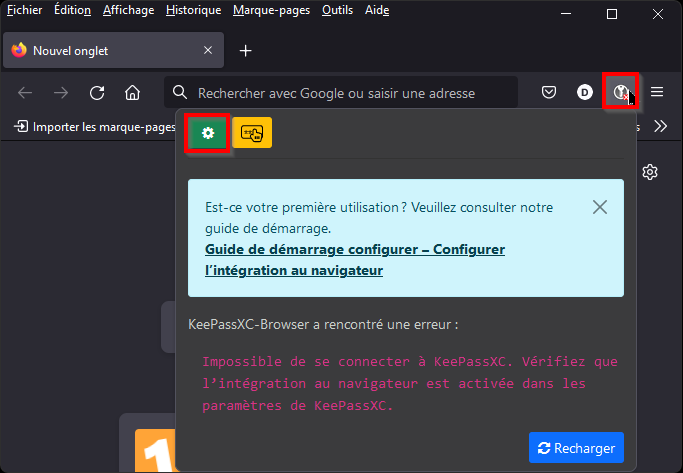 Fichier Édition Affichage Historique Marque-pages Outils Aide
Nouvel onglet
Rechercher avec Google ou saisir une adresse
D
Importer les marque-pages
Est-ce votre première utilisation ? Veuillez consulter notre
guide de démarrage.
Guide de démarrage configurer – Configurer
l’intégration au navigateur
KeePassXC-Browser a rencontré une erreur :
Impossible de se connecter à KeePassXC. Vérifiez que
l’intégration au navigateur est activée dans les
paramètres de KeePassXC.
Recharger